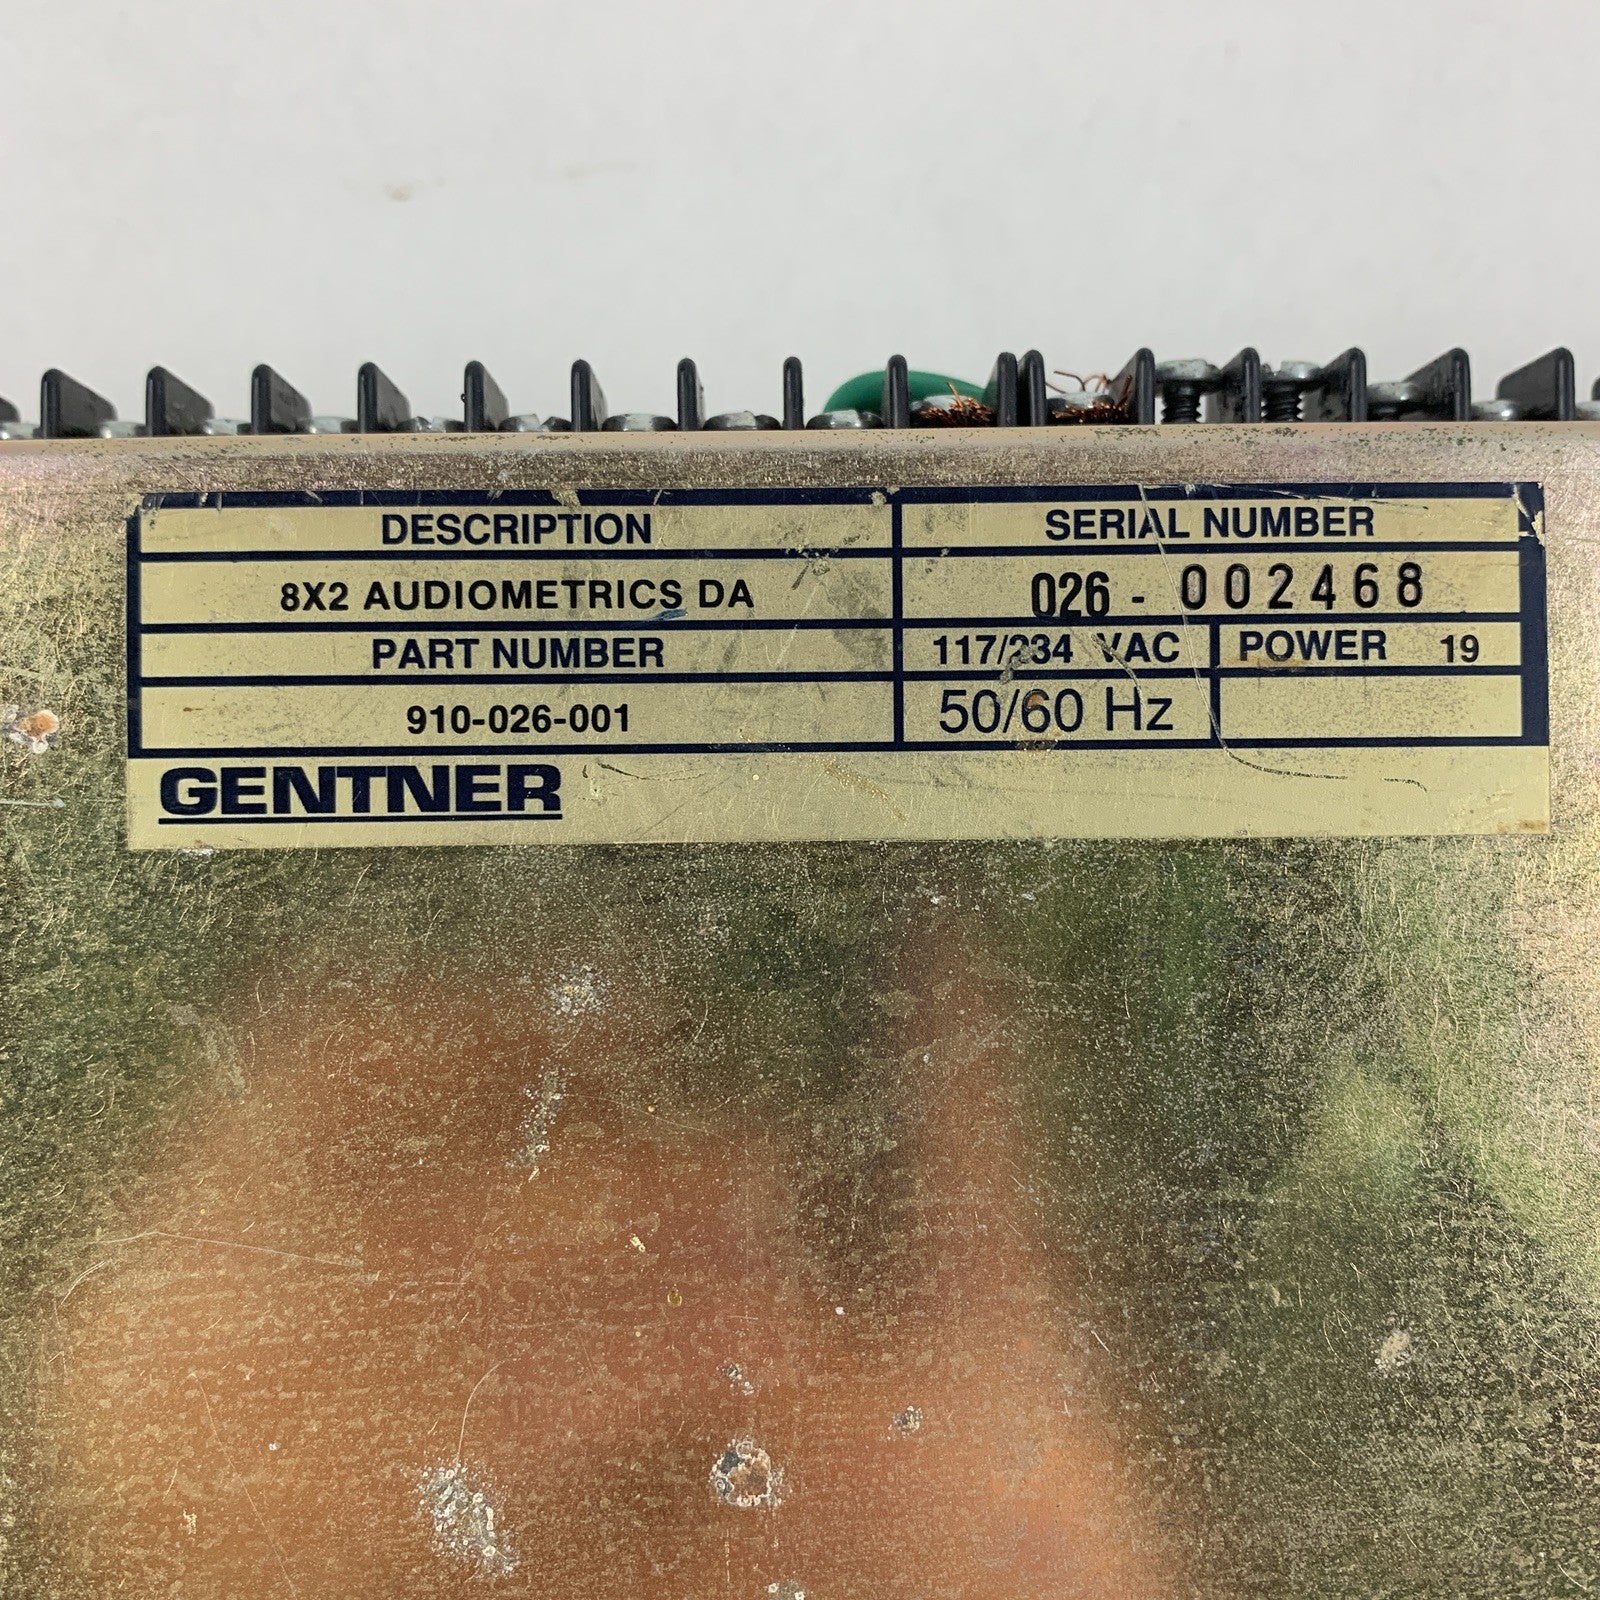 DESCRIPTION SERIAL NUMBER
8X2 AUDIOMETRICS DA 026 - 002468
PART NUMBER 117/234 VAC POWER 19
910-026-001 50/60 Hz
GENTNER